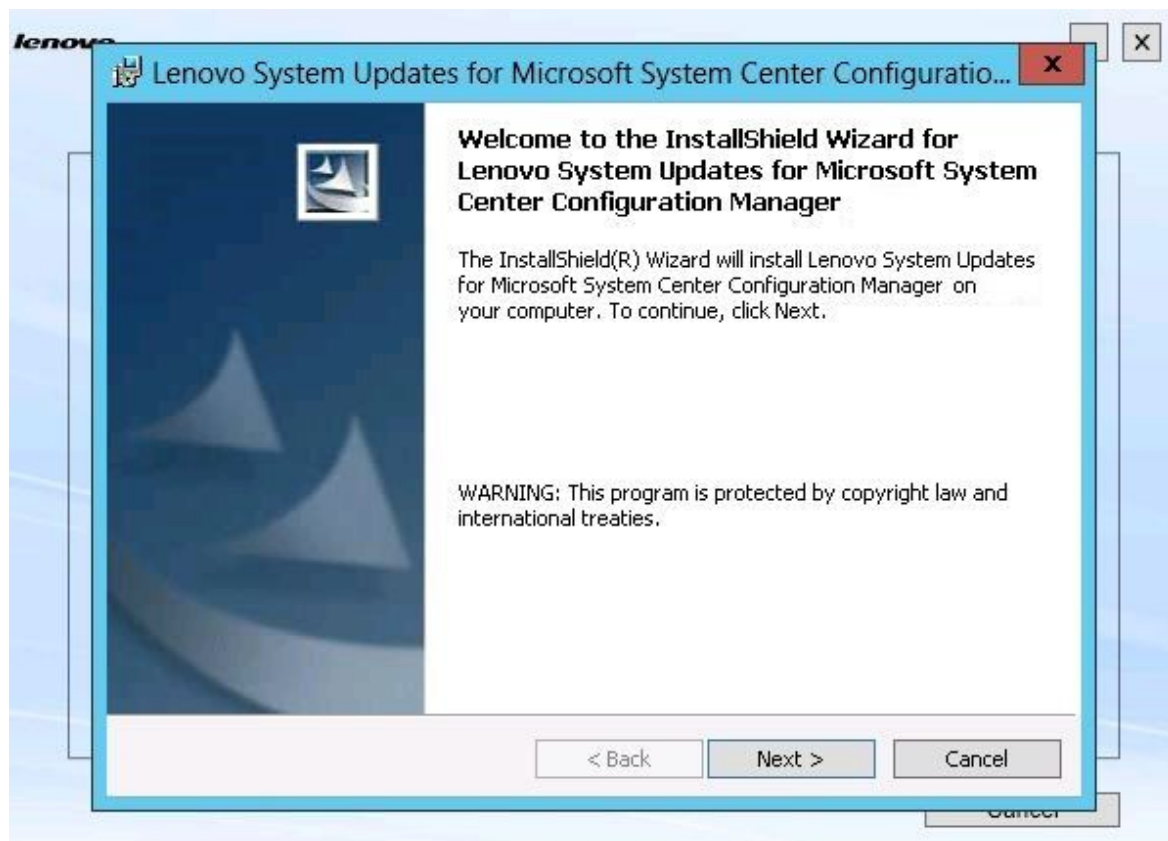 lenovo
X
Lenovo System Updates for Microsoft System Center Configuratio...
X
Welcome to the InstallShield Wizard for
Lenovo System Updates for Microsoft System
Center Configuration Manager
The InstallShield(R) Wizard will install Lenovo System Updates
for Microsoft System Center Configuration Manager on
your computer. To continue, click Next.
WARNING: This program is protected by copyright law and
international treaties.
< Back
Next >
Cancel
Cancel